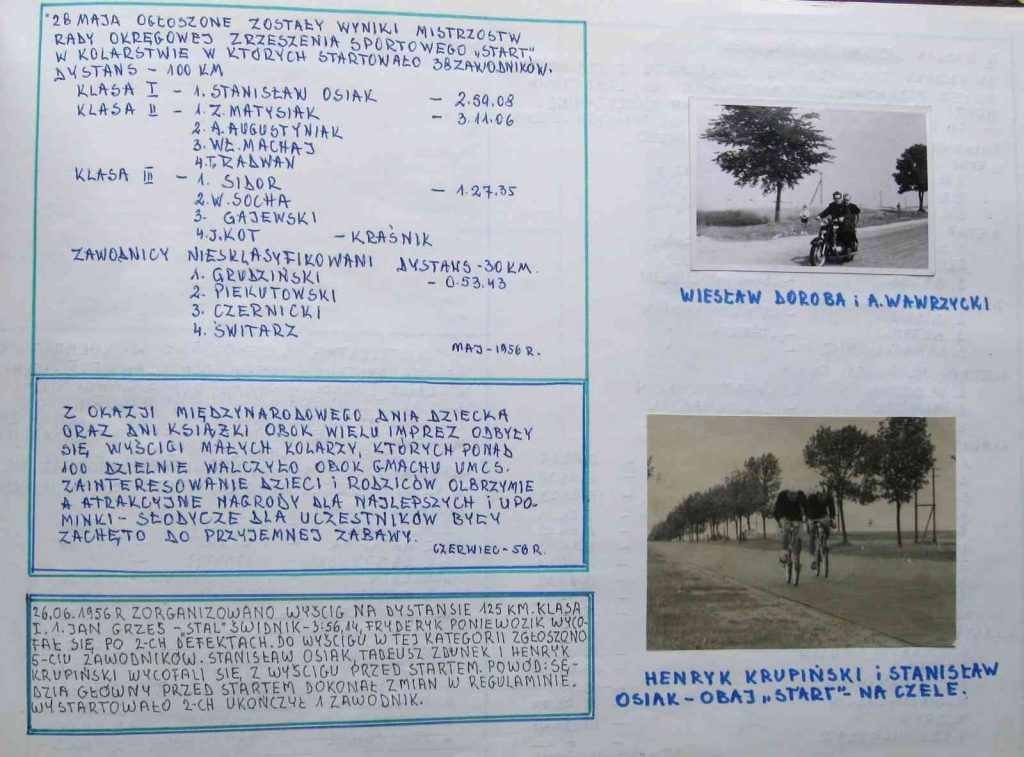 28 MAJA OGŁOSZONE ZOSTAŁY WYNIKI MISTRZOSTW
RADY OKRĘGOWEJ ZRZESZENIA SPORTOWEGO „START"
W KOLARSTWIE W KTÓRYCH STARTOWAŁO 38 ZAWODNIKÓW.
DYSTANS – 100 KM
KLASA I – 1. STANISŁAW OSIAK – 2.59.08
KLASA II – 1. Z. MATYSIAK – 3.11.06
2. A. AUGUSTYNIAK
3. WŁ. MACHAJ
4. T. RADWAN
KLASA III – 1. SIDOR – 1.27.35
2. W. SOCHA
3. GAJEWSKI
4. J. KOT – KRAŚNIK
ZAWODNICY NIESKLASYFIKOWANI DYSTANS – 30 KM.
1. GRUDZIŃSKI – 0.53.43
2. PIEKUTOWSKI
3. CZERNICKI
4. ŚWITARZ
MAJ – 1956 R.
Z OKAZJI MIĘDZYNARODOWEGO DNIA DZIECKA
ORAZ DNI KSIĄŻKI OBOK WIELU IMPREZ ODBYŁY
SIĘ WYŚCIGI MAŁYCH KOLARZY, KTÓRYCH PONAD
100 DZIELNIE WALCZYŁO OBOK GMACHU UMCS.
ZAINTERESOWANIE DZIECI I RODZICÓW OLBRZYMIE
A ATRAKCYJNE NAGRODY DLA NAJLEPSZYCH I UPO-
MINKI – SŁODYCZE DLA UCZESTNIKÓW BYŁY
ZACHĘTO DO PRZYJEMNEJ ZABAWY.
CZERWIEC – 56 R.
26.06.1956 R ZORGANIZOWANO WYŚCIG NA DYSTANSIE 125 KM. KLASA
I. 1. JAN GRZEŚ – „STAL" ŚWIDNIK – 3:56,14, FRYDERYK PONIEWOZIK WYCO-
FAŁ SIĘ PO 2-CH DEFEKTACH. DO WYŚCIGU W TEJ KATEGORII ZGŁOSZONO
5-CIU ZAWODNIKÓW. STANISŁAW OSIAK, TADEUSZ ZDUNEK I HENRYK
KRUPIŃSKI WYCOFALI SIĘ, Z WYŚCIGU PRZED STARTEM. POWÓD: SĘ-
DZIA GŁÓWNY PRZED STARTEM DOKONAŁ ZMIAN W REGULAMINIE.
WYSTARTOWAŁO 2-CH UKOŃCZYŁ 1 ZAWODNIK.
WIESŁAW DOROBA i A. WAWRZYCKI
HENRYK KRUPIŃSKI i STANISŁAW
OSIAK – OBAJ „START" NA CZELE.